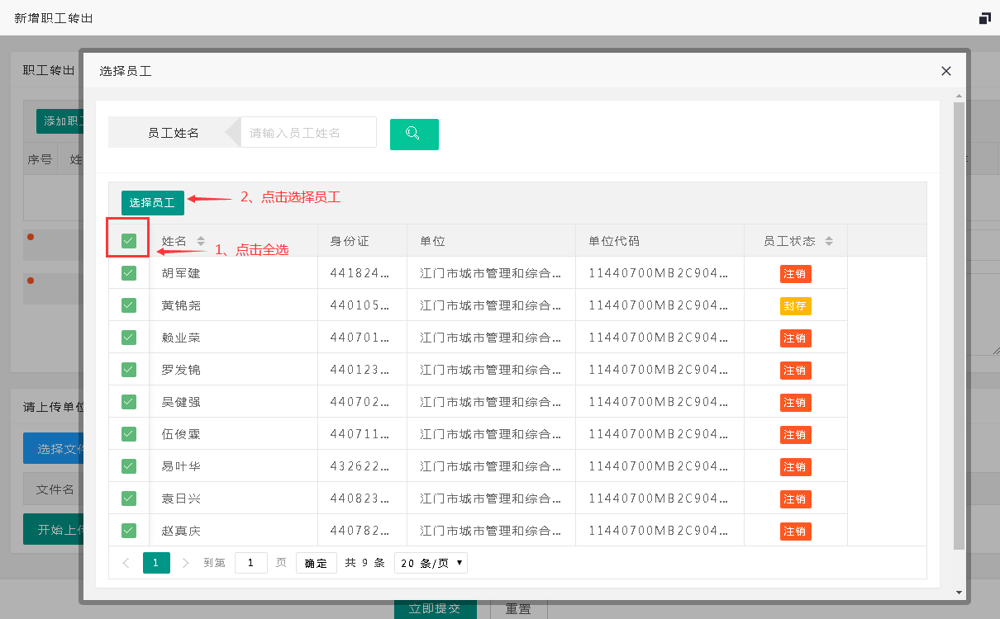 新增职工转出
职工转出
选择员工
添加职工
员工姓名
请输入员工姓名
序号 姓
选择员工
2、点击选择员工
姓名 身份证 单位 单位代码 员工状态
1、点击全选
胡军建 441824... 江门市城市管理和综合... 11440700MB2C904... 注销
黄锦尧 440105... 江门市城市管理和综合... 11440700MB2C904... 封存
赖业荣 440701... 江门市城市管理和综合... 11440700MB2C904... 注销
罗发锦 440123... 江门市城市管理和综合... 11440700MB2C904... 注销
吴健强 440702... 江门市城市管理和综合... 11440700MB2C904... 注销
请上传单位
伍俊霖 440711... 江门市城市管理和综合... 11440700MB2C904... 注销
选择文件
易叶华 432622... 江门市城市管理和综合... 11440700MB2C904... 注销
文件名
袁日兴 440823... 江门市城市管理和综合... 11440700MB2C904... 注销
开始上传
赵真庆 440782... 江门市城市管理和综合... 11440700MB2C904... 注销
1 到第 1 页 确定 共 9 条 20 条/页
立即提交 重置